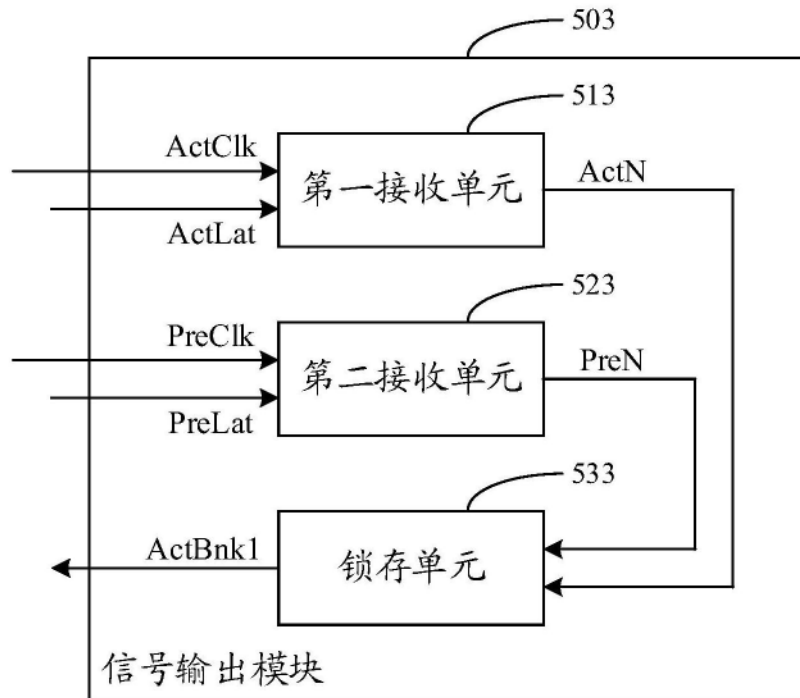 503
513
ActClk
第一接收单元
ActN
ActLat
523
PreClk
第二接收单元
PreN
PreLat
533
ActBnk1
锁存单元
信号输出模块